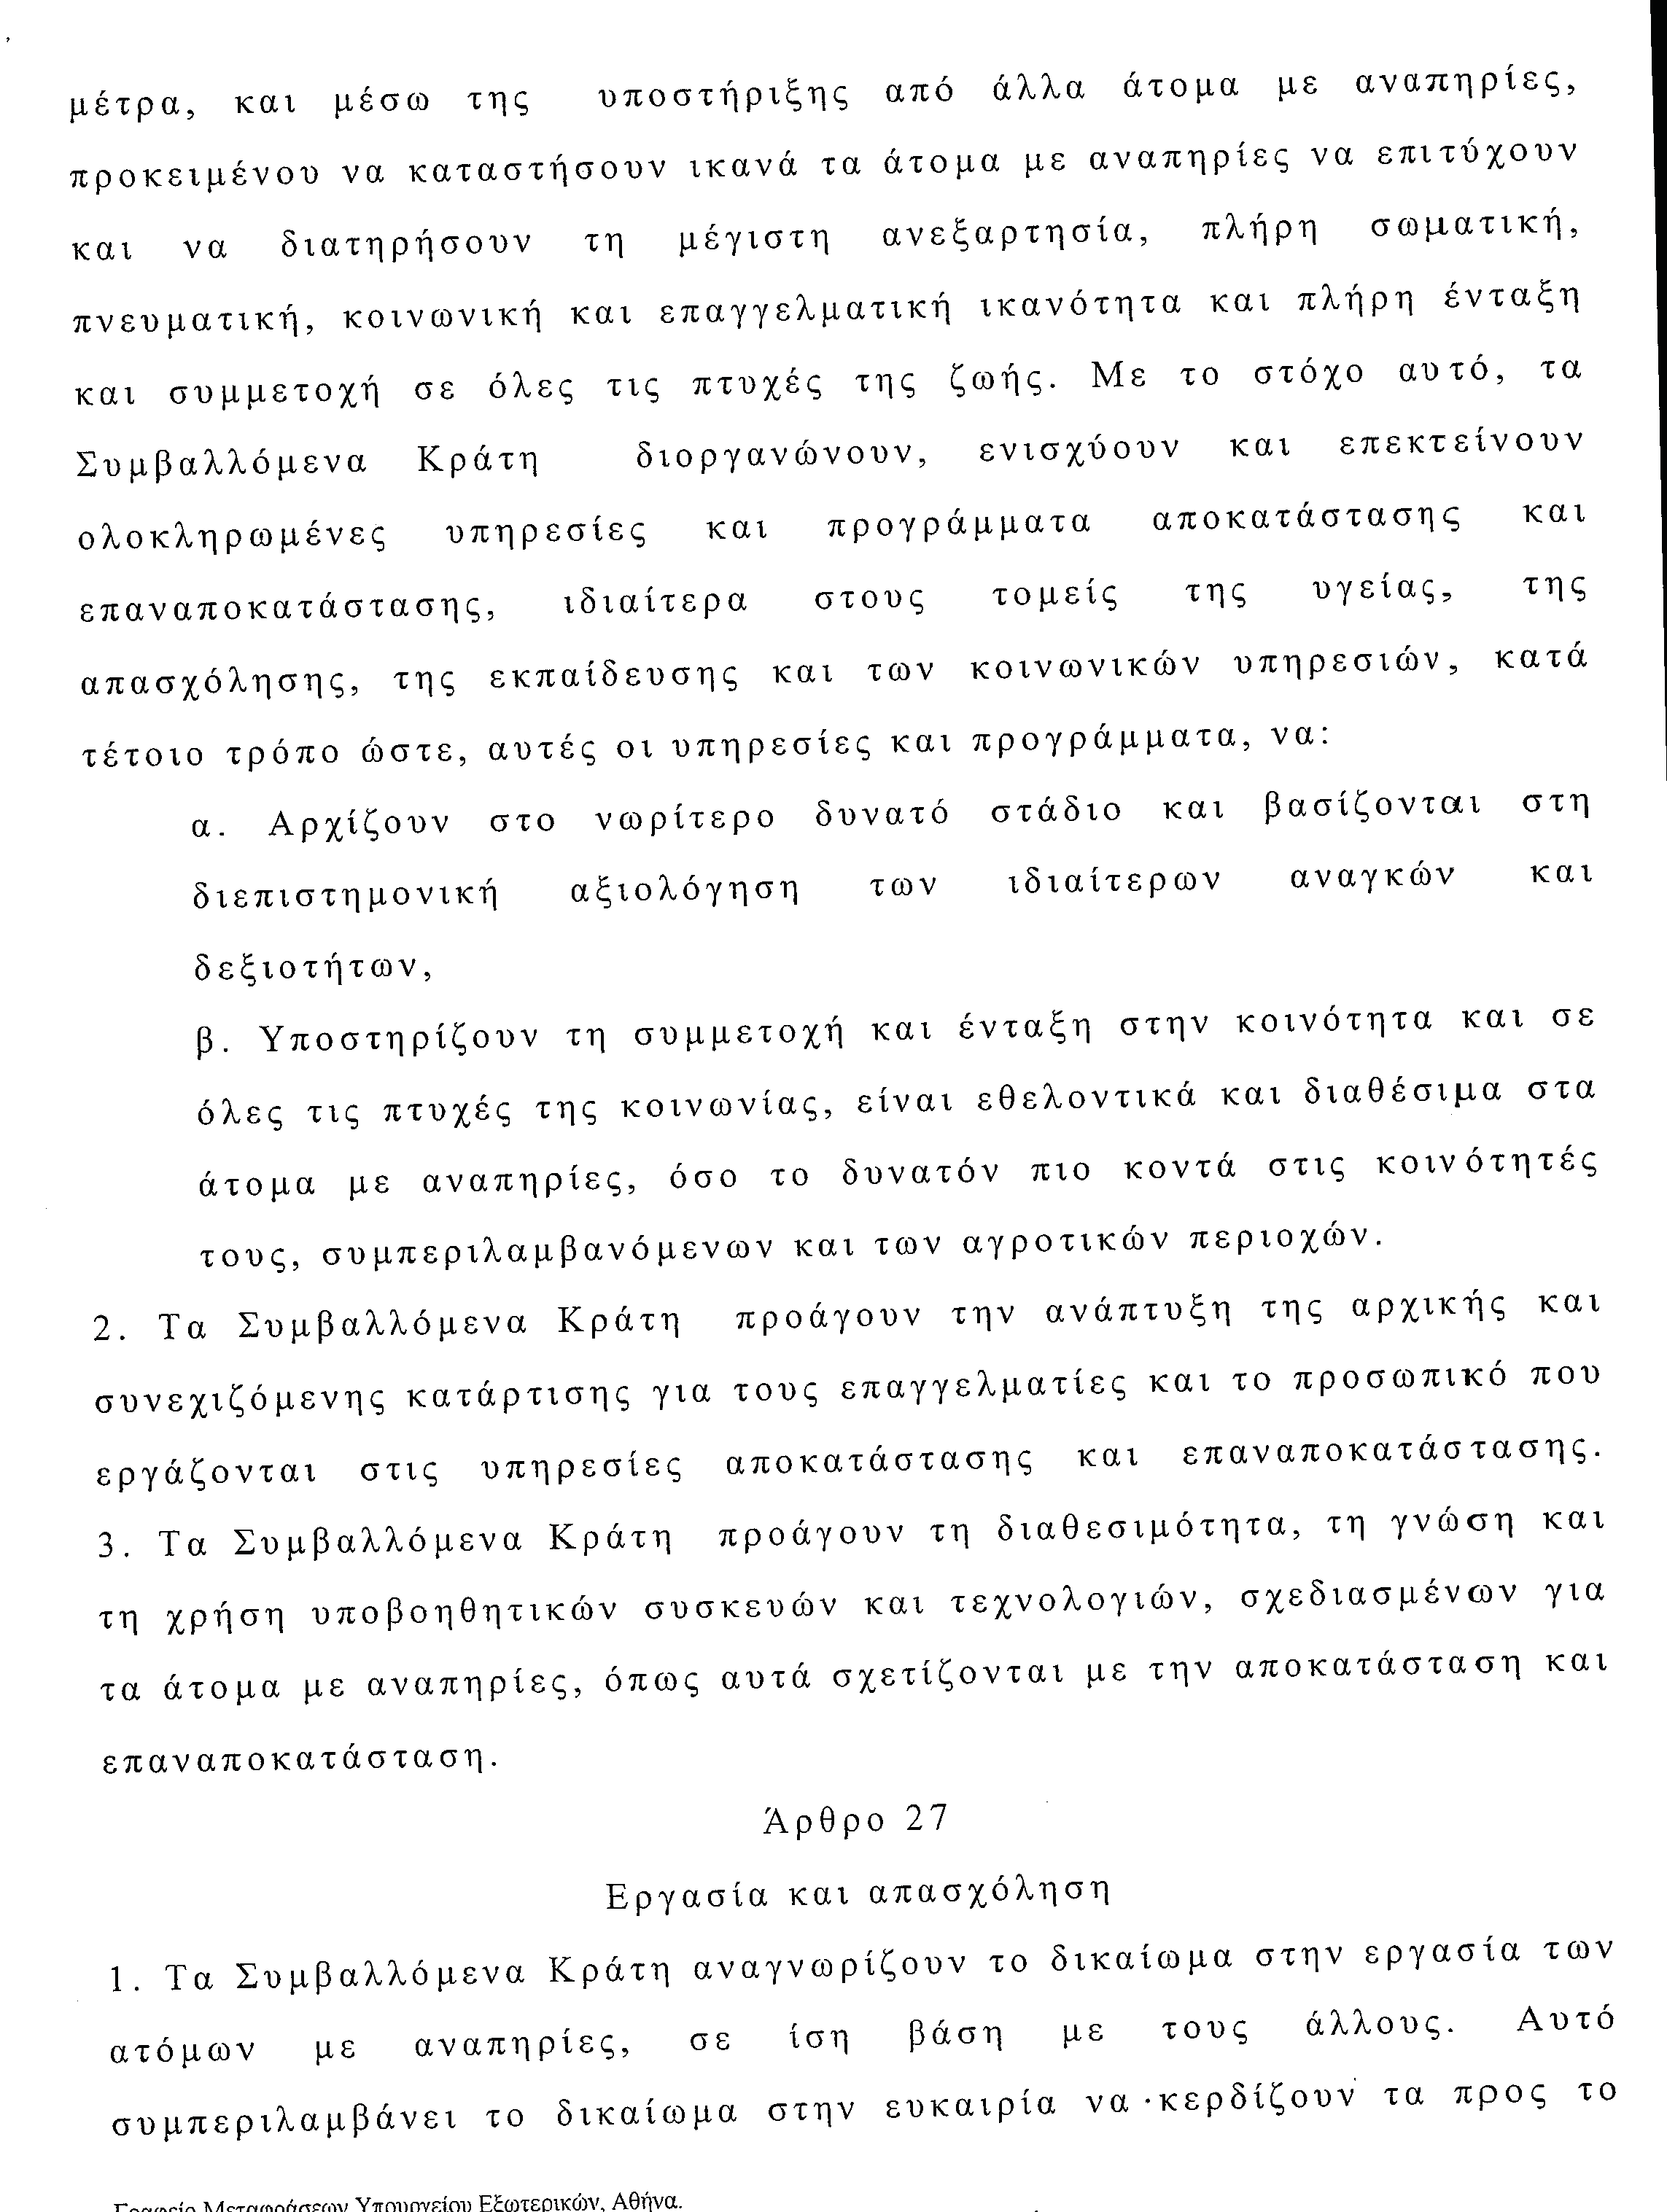 μέτρα, και μέσω της υποστήριξης από άλλα άτομα με αναπηρίες,
προκειμένου να καταστήσουν ικανά τα άτομα με αναπηρίες να επιτύχουν
και να διατηρήσουν τη μέγιστη ανεξαρτησία, πλήρη σωματική,
πνευματική, κοινωνική και επαγγελματική ικανότητα και πλήρη ένταξη
και συμμετοχή σε όλες τις πτυχές της ζωής. Με το στόχο αυτό, τα
Συμβαλλόμενα Κράτη διοργανώνουν, ενισχύουν και επεκτείνουν
ολοκληρωμένες υπηρεσίες και προγράμματα αποκατάστασης και
επαναποκατάστασης, ιδιαίτερα στους τομείς της υγείας, της
απασχόλησης, της εκπαίδευσης και των κοινωνικών υπηρεσιών, κατά
τέτοιο τρόπο ώστε, αυτές οι υπηρεσίες και προγράμματα, να:
α. Αρχίζουν στο νωρίτερο δυνατό στάδιο και βασίζονται στη
διεπιστημονική αξιολόγηση των ιδιαίτερων αναγκών και
δεξιοτήτων,
β. Υποστηρίζουν τη συμμετοχή και ένταξη στην κοινότητα και σε
όλες τις πτυχές της κοινωνίας, είναι εθελοντικά και διαθέσιμα στα
άτομα με αναπηρίες, όσο το δυνατόν πιο κοντά στις κοινότητές
τους, συμπεριλαμβανόμενων και των αγροτικών περιοχών.
2. Τα Συμβαλλόμενα Κράτη προάγουν την ανάπτυξη της αρχικής και
συνεχιζόμενης κατάρτισης για τους επαγγελματίες και το προσωπικό που
εργάζονται στις υπηρεσίες αποκατάστασης και επαναποκατάστασης.
3. Τα Συμβαλλόμενα Κράτη προάγουν τη διαθεσιμότητα, τη γνώση και
τη χρήση υποβοηθητικών συσκευών και τεχνολογιών, σχεδιασμένων για
τα άτομα με αναπηρίες, όπως αυτά σχετίζονται με την αποκατάσταση και
επαναποκατάσταση.
Άρθρο 27
Εργασία και απασχόληση
1. Τα Συμβαλλόμενα Κράτη αναγνωρίζουν το δικαίωμα στην εργασία των
ατόμων με αναπηρίες, σε ίση βάση με τους άλλους. Αυτό
συμπεριλαμβάνει το δικαίωμα στην ευκαιρία να κερδίζουν τα προς το
Γραφείο Μεταφράσεων Υπουργείου Εξωτερικών, Αθήνα.